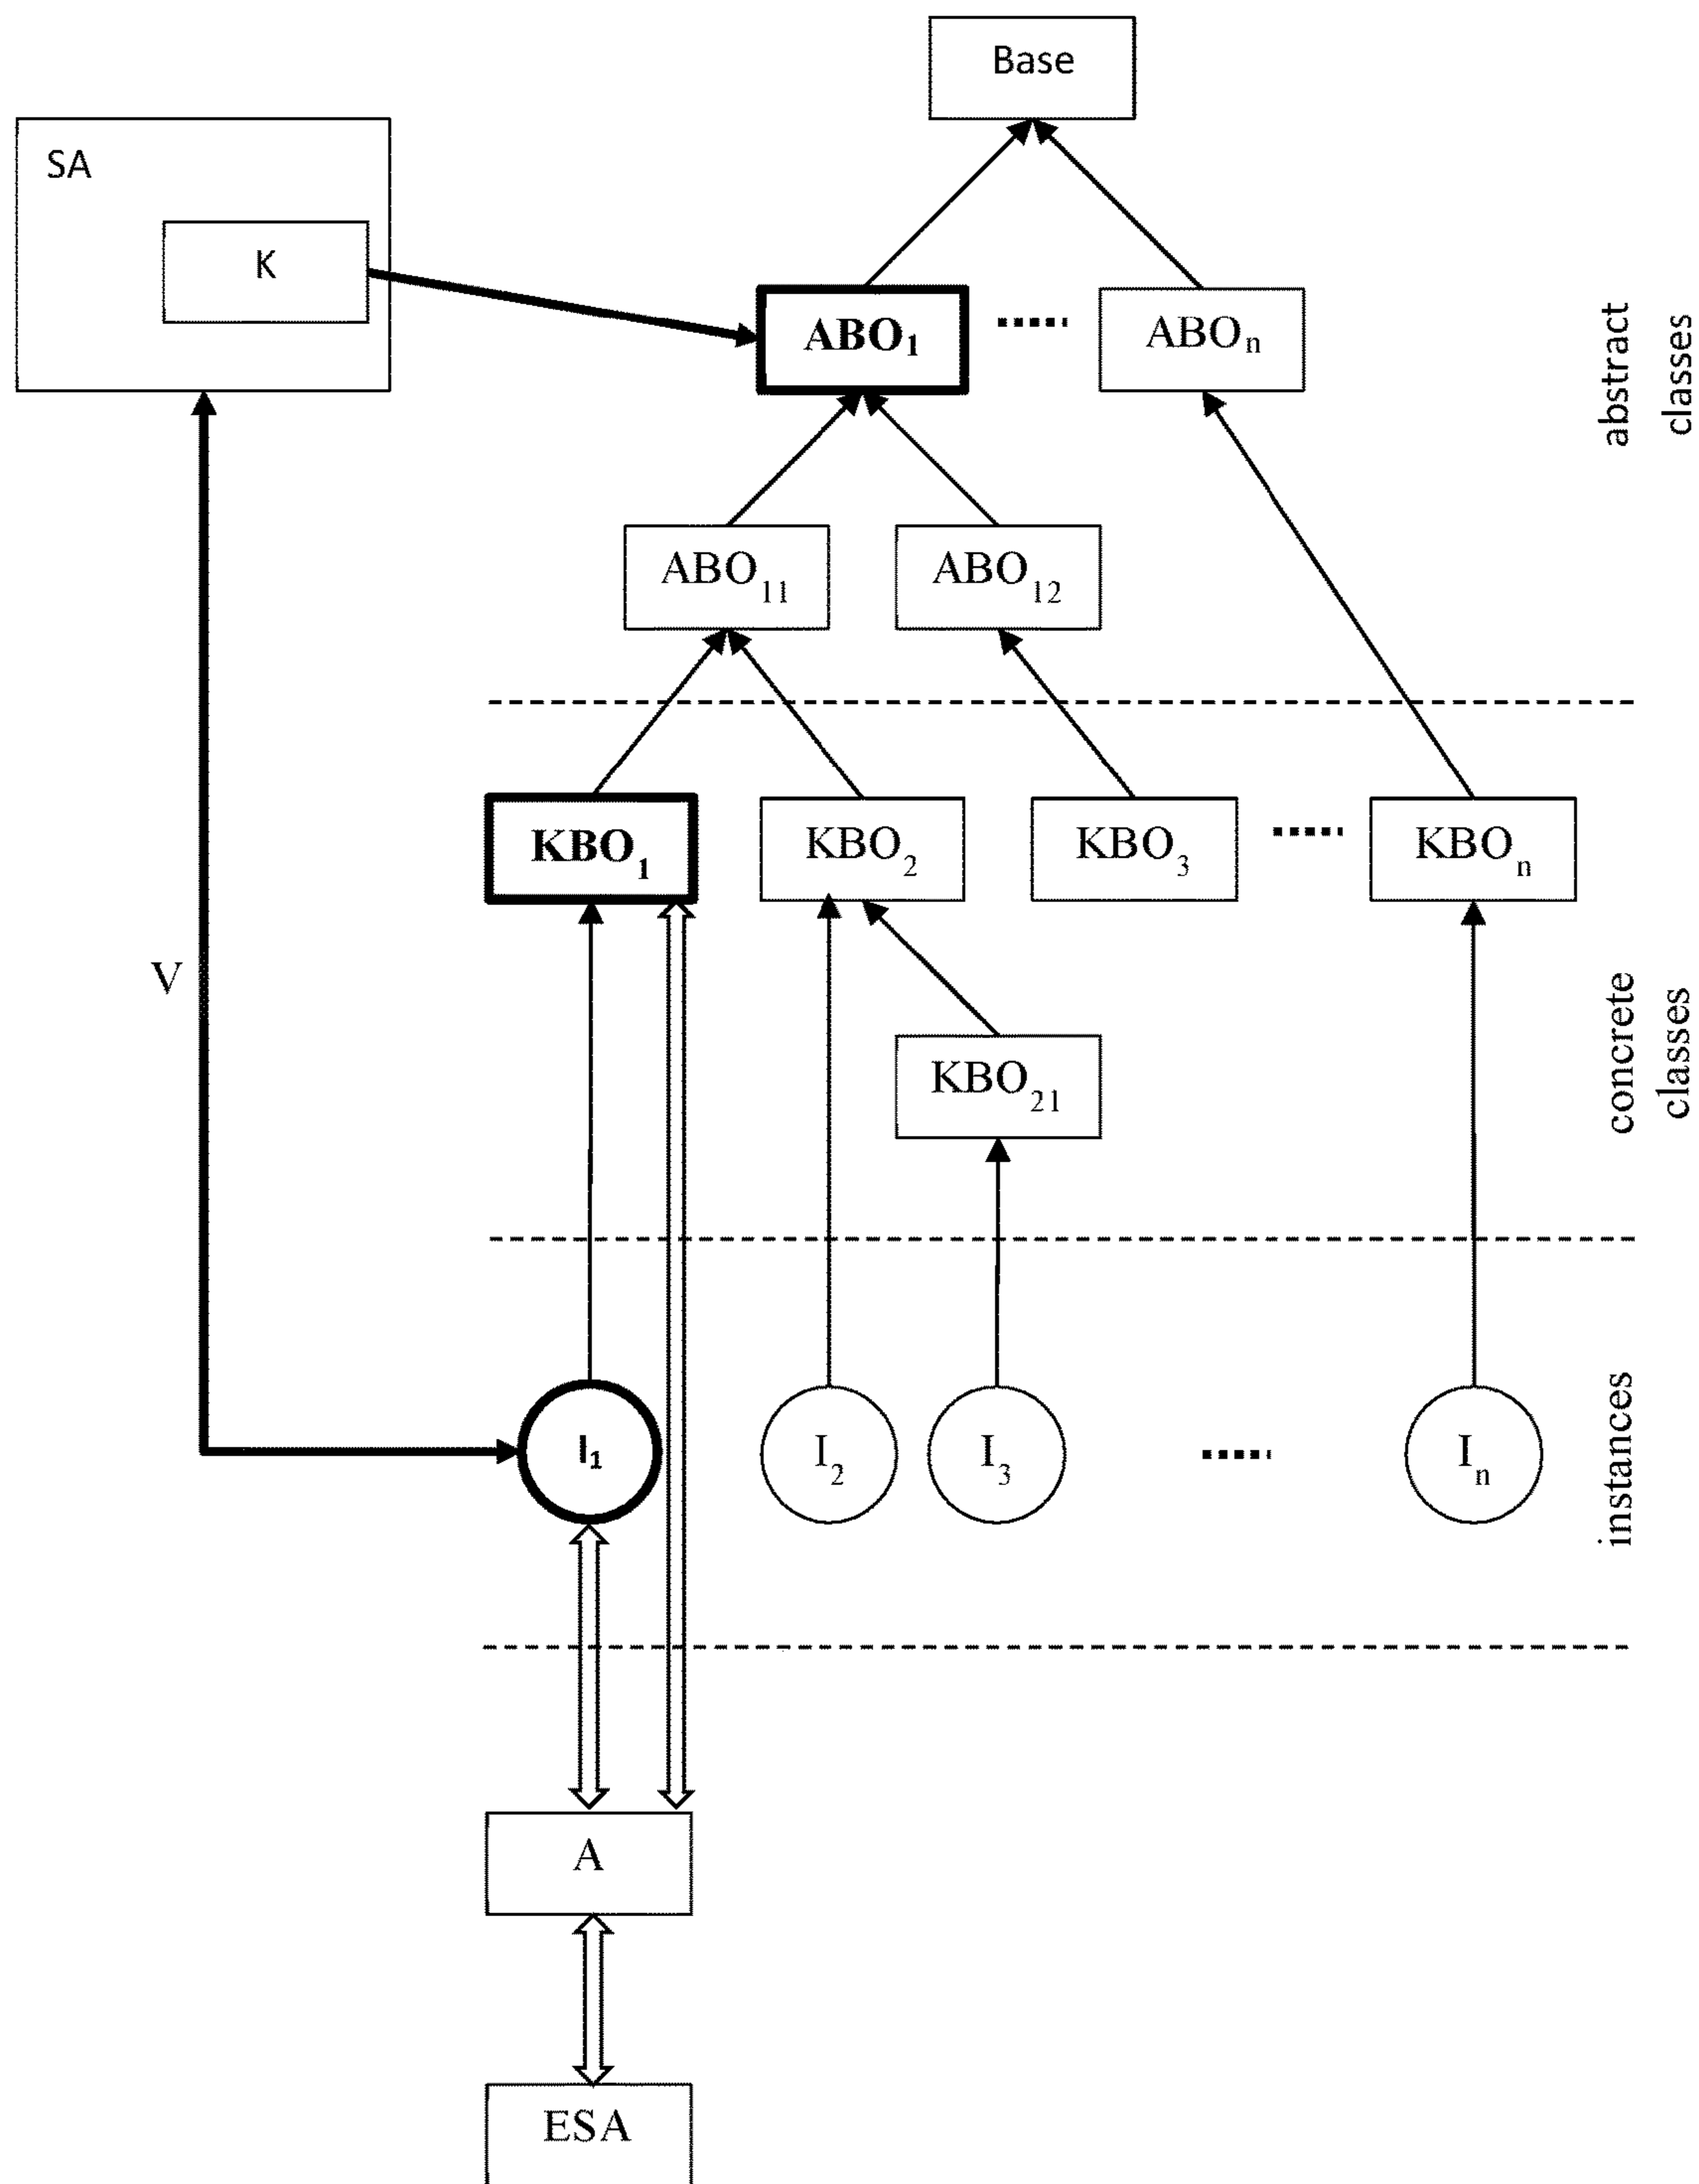 Base
SA
K
ABO₁
ABOₙ
abstract
classes
ABO₁₁
ABO₁₂
KBO₁
KBO₂
KBO₃
KBOₙ
V
KBO₂₁
concrete
classes
I₁
I₂
I₃
Iₙ
instances
A
ESA